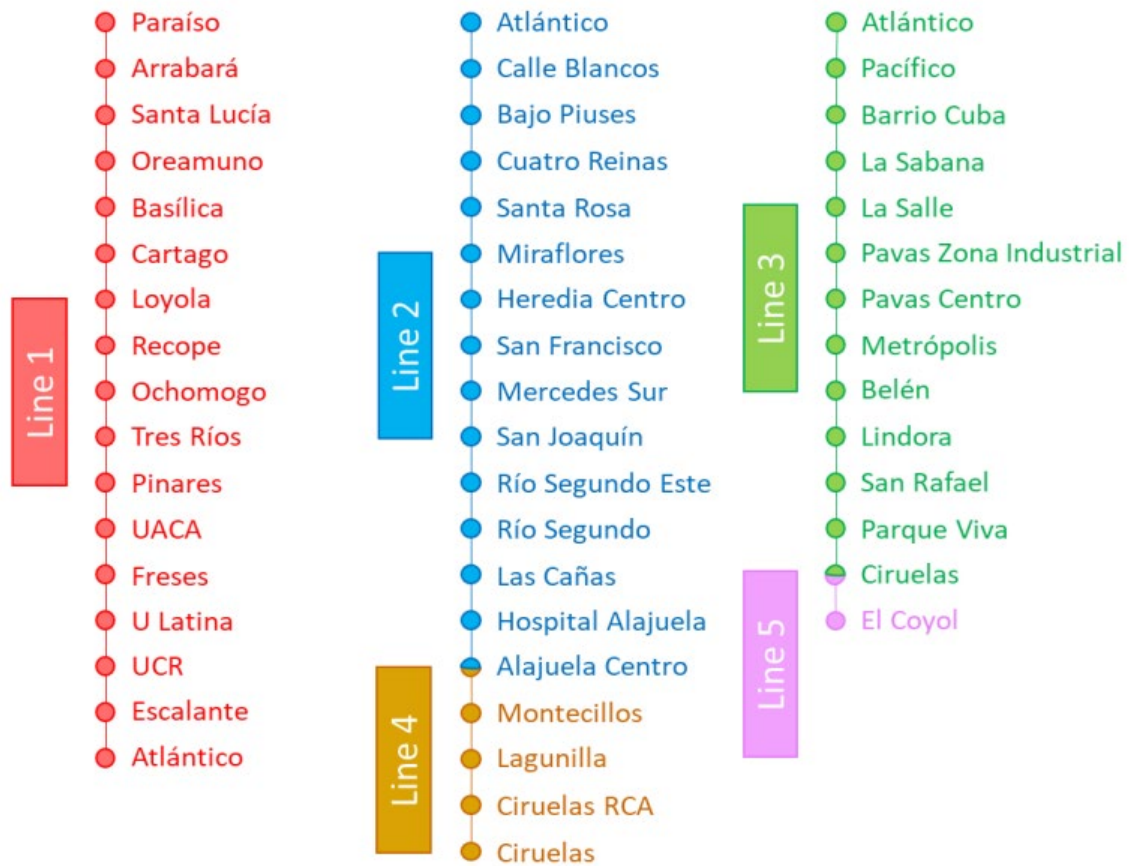 Line 1
Paraíso
Arrabará
Santa Lucía
Oreamuno
Basílica
Cartago
Loyola
Recope
Ochomogo
Tres Ríos
Pinares
UACA
Freses
U Latina
UCR
Escalante
Atlántico
Line 2
Atlántico
Calle Blancos
Bajo Piuses
Cuatro Reinas
Santa Rosa
Miraflores
Heredia Centro
San Francisco
Mercedes Sur
San Joaquín
Río Segundo Este
Río Segundo
Las Cañas
Hospital Alajuela
Alajuela Centro
Line 4
Montecillos
Lagunilla
Ciruelas RCA
Ciruelas
Line 3
Atlántico
Pacífico
Barrio Cuba
La Sabana
La Salle
Pavas Zona Industrial
Pavas Centro
Metrópolis
Belén
Lindora
San Rafael
Parque Viva
Ciruelas
Line 5
El Coyol